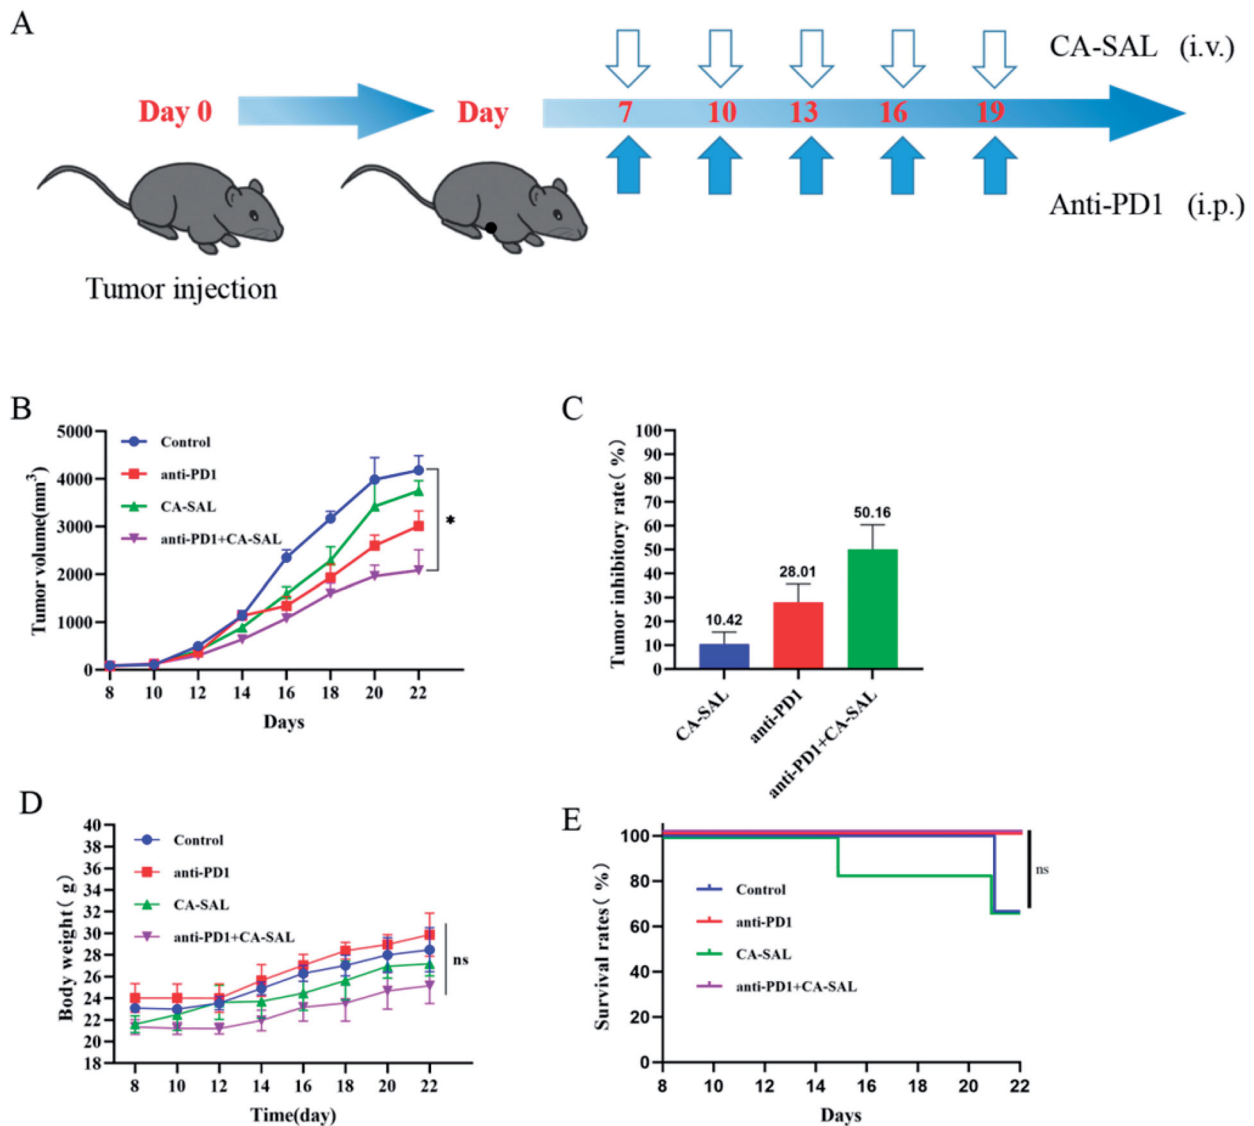 A
CA-SAL (i.v.)
Day 0
Day
7 10 13 16 19
Anti-PD1 (i.p.)
Tumor injection
B
Tumor volume(mm³)
5000
4000
3000
2000
1000
0
Control
anti-PD1
CA-SAL
anti-PD1+CA-SAL
*
8 10 12 14 16 18 20 22
Days
C
Tumor inhibitory rate( %)
100
90
80
70
60
50
40
30
20
10
0
10.42
28.01
50.16
CA-SAL
anti-PD1
anti-PD1+CA-SAL
D
Body weight( g)
40
38
36
34
32
30
28
26
24
22
20
18
Control
anti-PD1
CA-SAL
anti-PD1+CA-SAL
ns
8 10 12 14 16 18 20 22
Time(day)
E
Survival rates( %)
100
80
60
40
20
0
Control
anti-PD1
CA-SAL
anti-PD1+CA-SAL
ns
8 10 12 14 16 18 20 22
Days